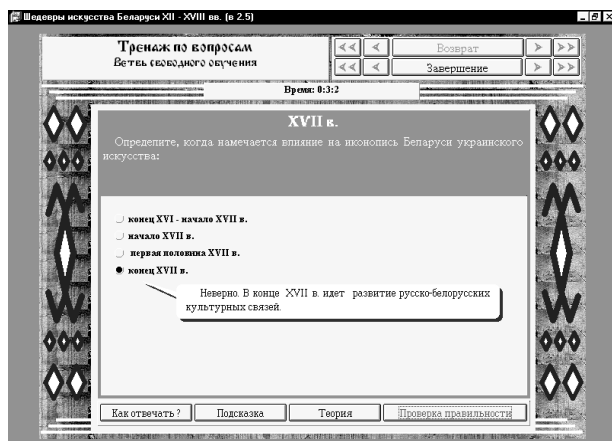 Шедевры искусства Беларуси XII - XVIII вв. (в 2.5)
Тренаж по вопросам
Ветвь свободного обучения
<< < Возврат > >>
<< < Завершение > >>
Время: 0:3:2
XVII в.
Определите, когда намечается влияние на иконопись Беларуси украинского
искусства:
конец XVI - начало XVII в.
начало XVII в.
первая половина XVII в.
конец XVII в.
Неверно. В конце XVII в. идет развитие русско-белорусских
культурных связей.
Как отвечать ? Подсказка Теория Проверка правильности